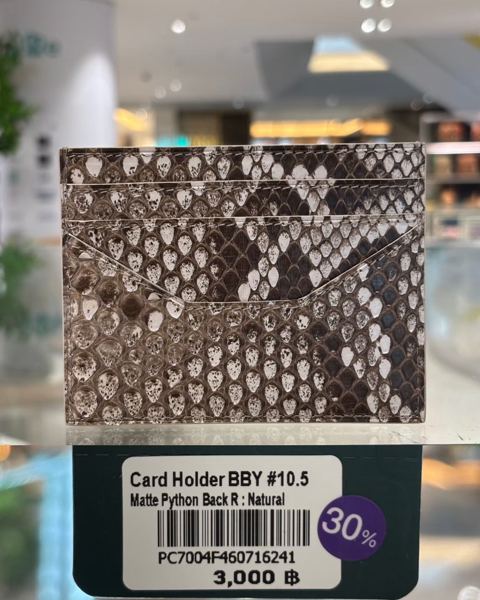 Card Holder BBY #10.5
Matte Python Back R : Natural
PC7004F460716241
3,000 ฿
30%